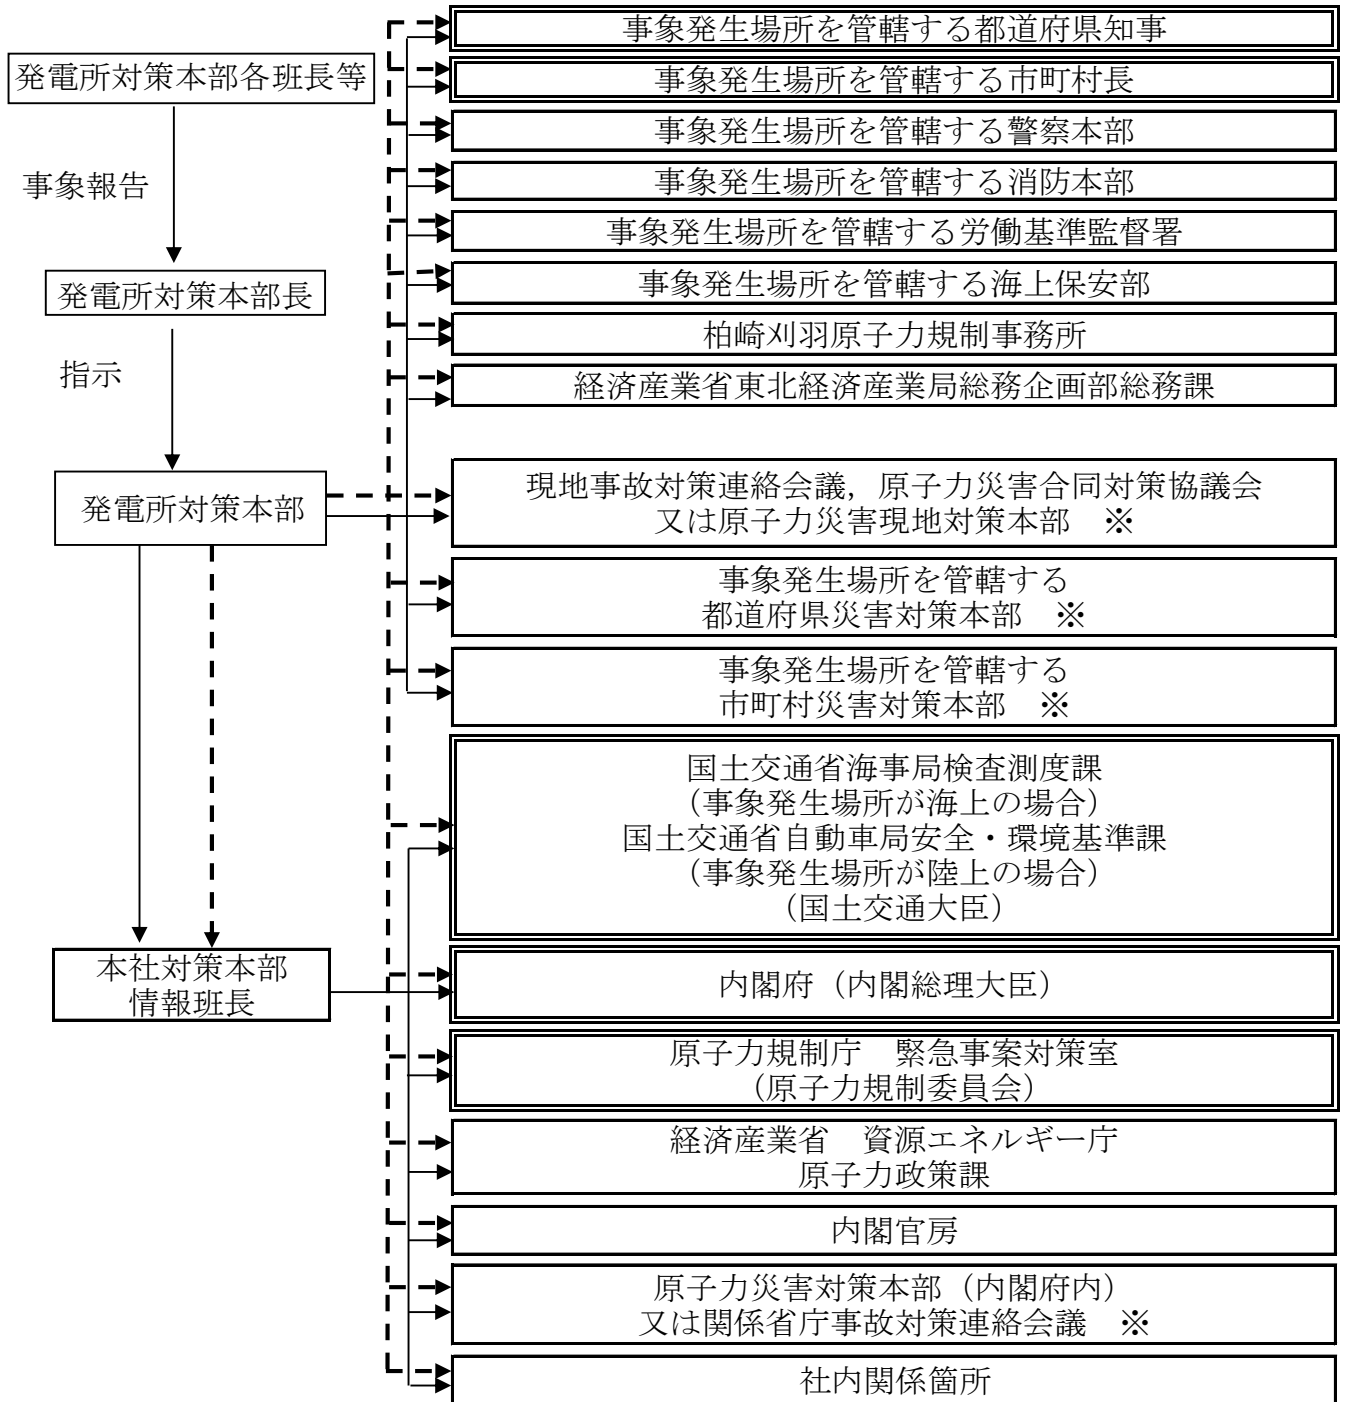 発電所対策本部各班長等
事象報告
発電所対策本部長
指示
発電所対策本部
本社対策本部
情報班長
事象発生場所を管轄する都道府県知事
事象発生場所を管轄する市町村長
事象発生場所を管轄する警察本部
事象発生場所を管轄する消防本部
事象発生場所を管轄する労働基準監督署
事象発生場所を管轄する海上保安部
柏崎刈羽原子力規制事務所
経済産業省東北経済産業局総務企画部総務課
現地事故対策連絡会議，原子力災害合同対策協議会
又は原子力災害現地対策本部　※
事象発生場所を管轄する
都道府県災害対策本部　※
事象発生場所を管轄する
市町村災害対策本部　※
国土交通省海事局検査測度課
（事象発生場所が海上の場合）
国土交通省自動車局安全・環境基準課
（事象発生場所が陸上の場合）
（国土交通大臣）
内閣府（内閣総理大臣）
原子力規制庁　緊急事案対策室
（原子力規制委員会）
経済産業省　資源エネルギー庁
原子力政策課
内閣官房
原子力災害対策本部（内閣府内）
又は関係省庁事故対策連絡会議　※
社内関係箇所